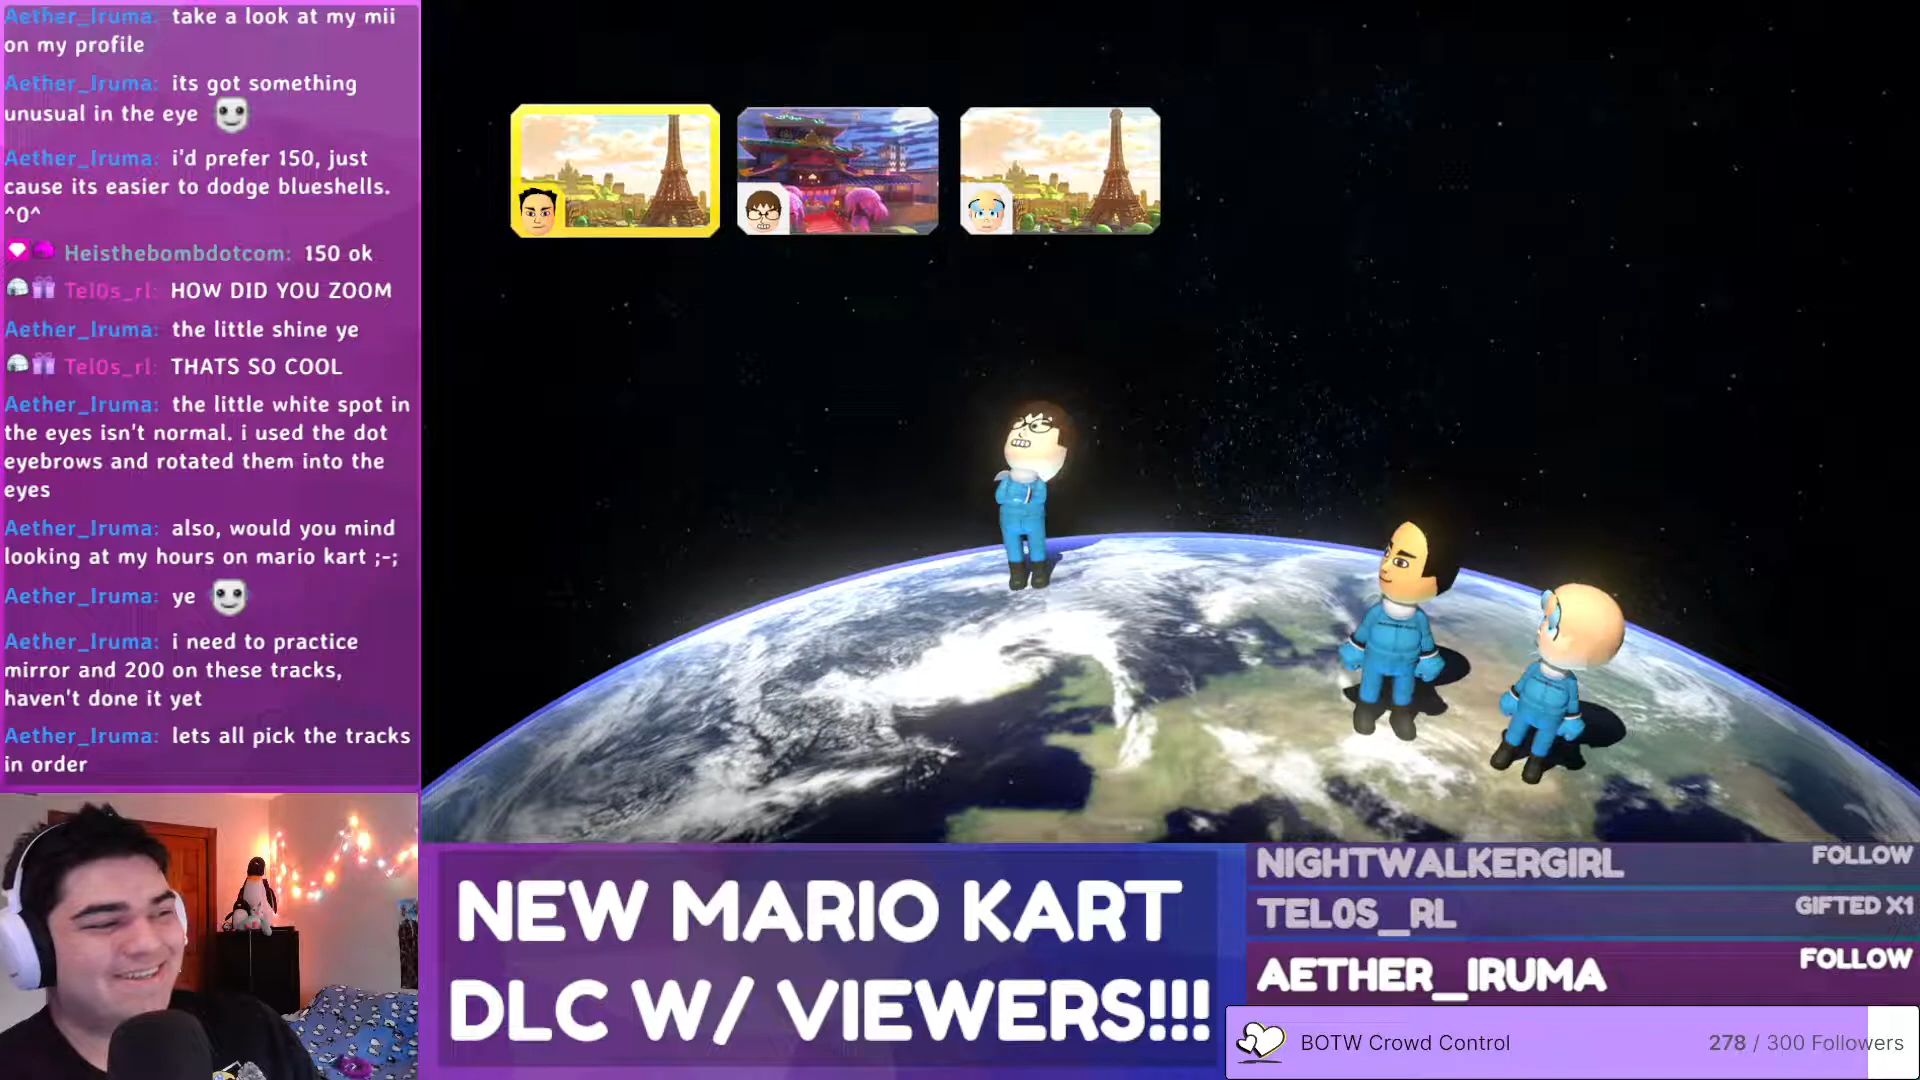 Aether_Iruma: take a look at my mii
on my profile
Aether_Iruma: its got something
unusual in the eye
Aether_Iruma: i'd prefer 150, just
cause its easier to dodge blueshells.
^0^
Heisthebombdotcom: 150 ok
Tel0s_rl: HOW DID YOU ZOOM
Aether_Iruma: the little shine ye
Tel0s_rl: THATS SO COOL
Aether_Iruma: the little white spot in
the eyes isn't normal. i used the dot
eyebrows and rotated them into the
eyes
Aether_Iruma: also, would you mind
looking at my hours on mario kart ;-;
Aether_Iruma: ye
Aether_Iruma: i need to practice
mirror and 200 on these tracks,
haven't done it yet
Aether_Iruma: lets all pick the tracks
in order
NEW MARIO KART
DLC W/ VIEWERS!!!
NIGHTWALKERGIRL FOLLOW
TEL0S_RL GIFTED X1
AETHER_IRUMA FOLLOW
BOTW Crowd Control 278 / 300 Followers